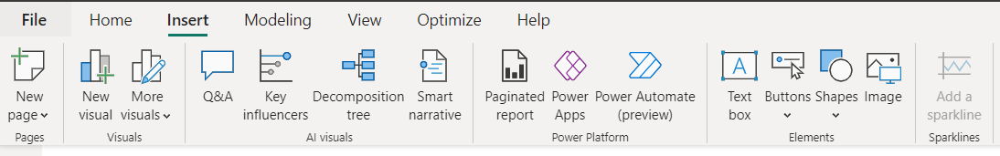 File Home Insert Modeling View Optimize Help
New page
New visual
More visuals
Q&A
Key influencers
Decomposition tree
Smart narrative
Paginated report
Power Apps
Power Automate (preview)
Text box
Buttons
Shapes
Image
Add a sparkline
Pages Visuals AI visuals Power Platform Elements Sparklines